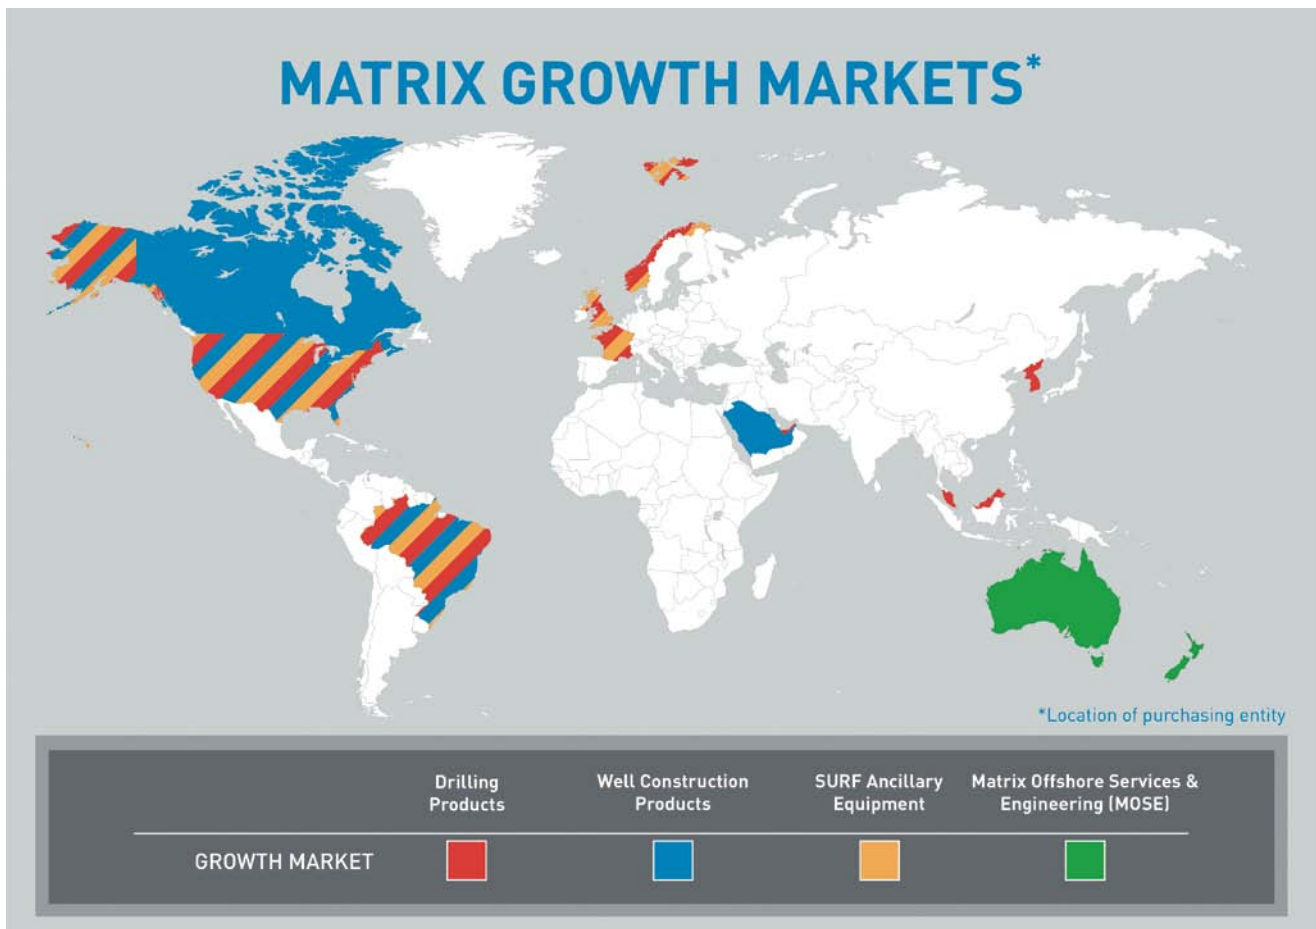 MATRIX GROWTH MARKETS*
*Location of purchasing entity
Drilling
Products
Well Construction
Products
SURF Ancillary
Equipment
Matrix Offshore Services &
Engineering (MOSE)
GROWTH MARKET